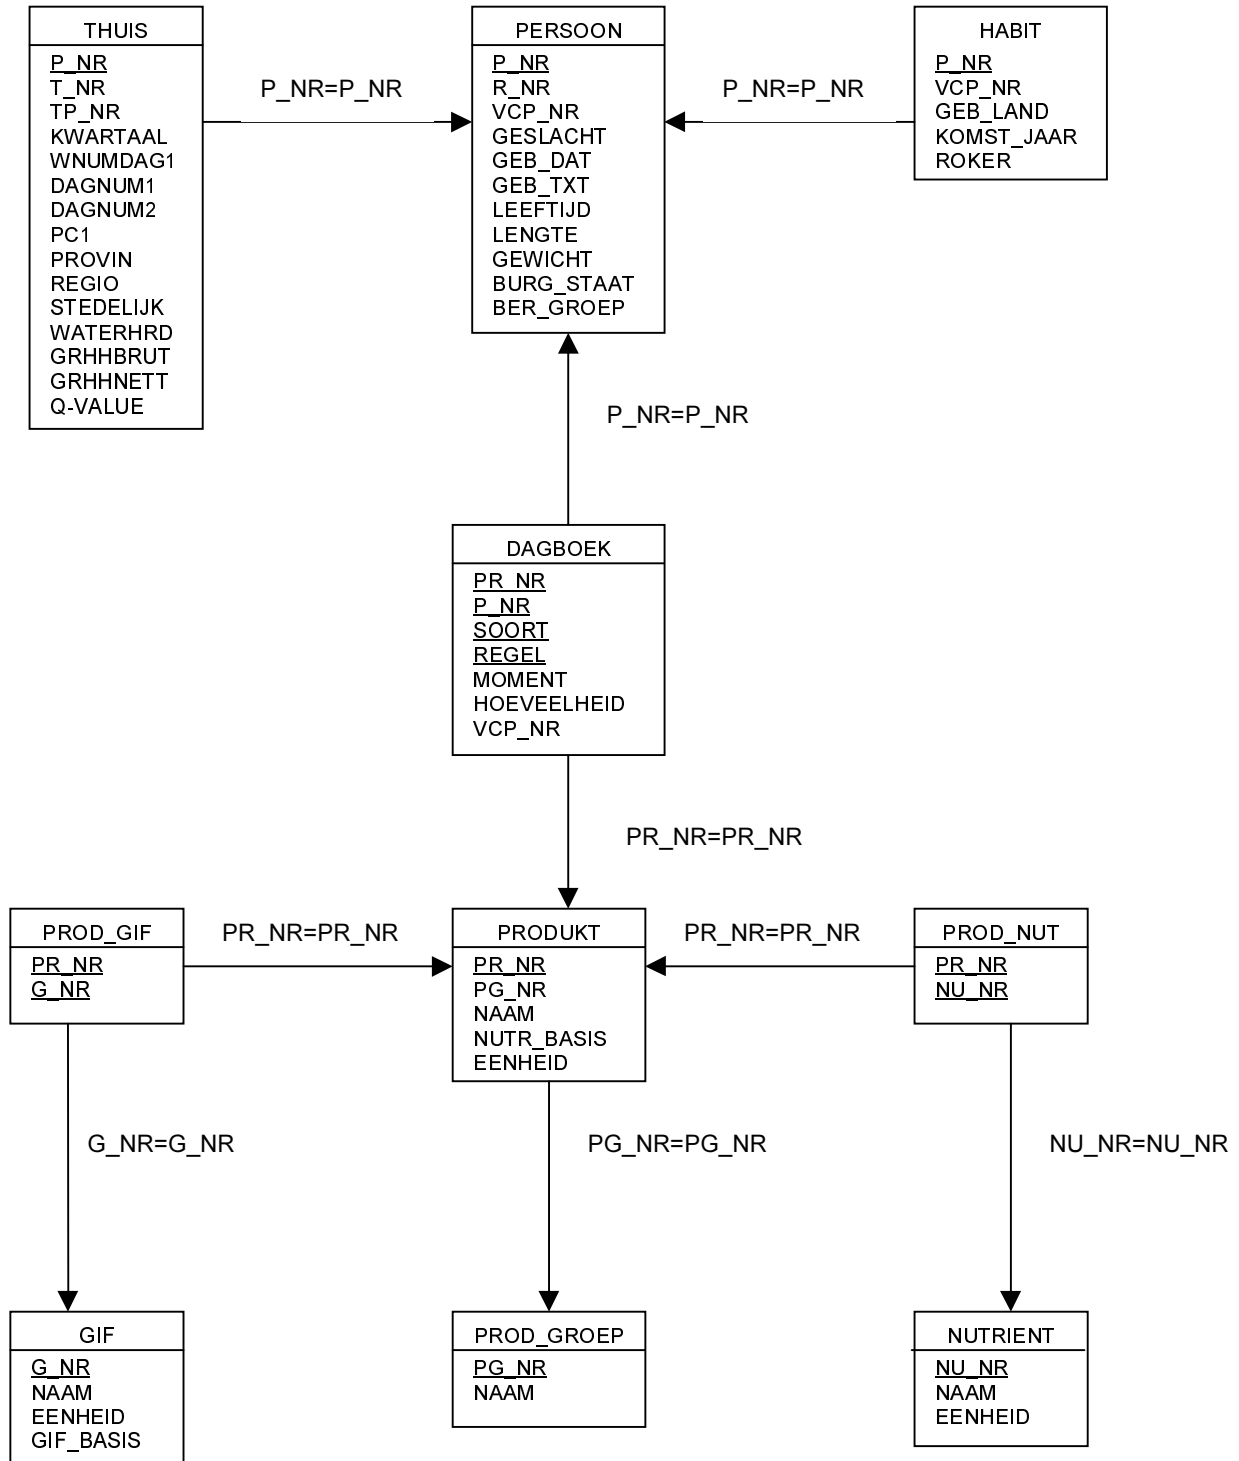 THUIS
P_NR
T_NR
TP_NR
KWARTAAL
WNUMDAG1
DAGNUM1
DAGNUM2
PC1
PROVIN
REGIO
STEDELIJK
WATERHRD
GRHHBRUT
GRHHNETT
Q-VALUE
P_NR=P_NR
PERSOON
P_NR
R_NR
VCP_NR
GESLACHT
GEB_DAT
GEB_TXT
LEEFTIJD
LENGTE
GEWICHT
BURG_STAAT
BER_GROEP
P_NR=P_NR
HABIT
P_NR
VCP_NR
GEB_LAND
KOMST_JAAR
ROKER
P_NR=P_NR
DAGBOEK
PR_NR
P_NR
SOORT
REGEL
MOMENT
HOEVEELHEID
VCP_NR
PR_NR=PR_NR
PROD_GIF
PR_NR
G_NR
PR_NR=PR_NR
PRODUKT
PR_NR
PG_NR
NAAM
NUTR_BASIS
EENHEID
PR_NR=PR_NR
PROD_NUT
PR_NR
NU_NR
G_NR=G_NR
PG_NR=PG_NR
NU_NR=NU_NR
GIF
G_NR
NAAM
EENHEID
GIF_BASIS
PROD_GROEP
PG_NR
NAAM
NUTRIENT
NU_NR
NAAM
EENHEID